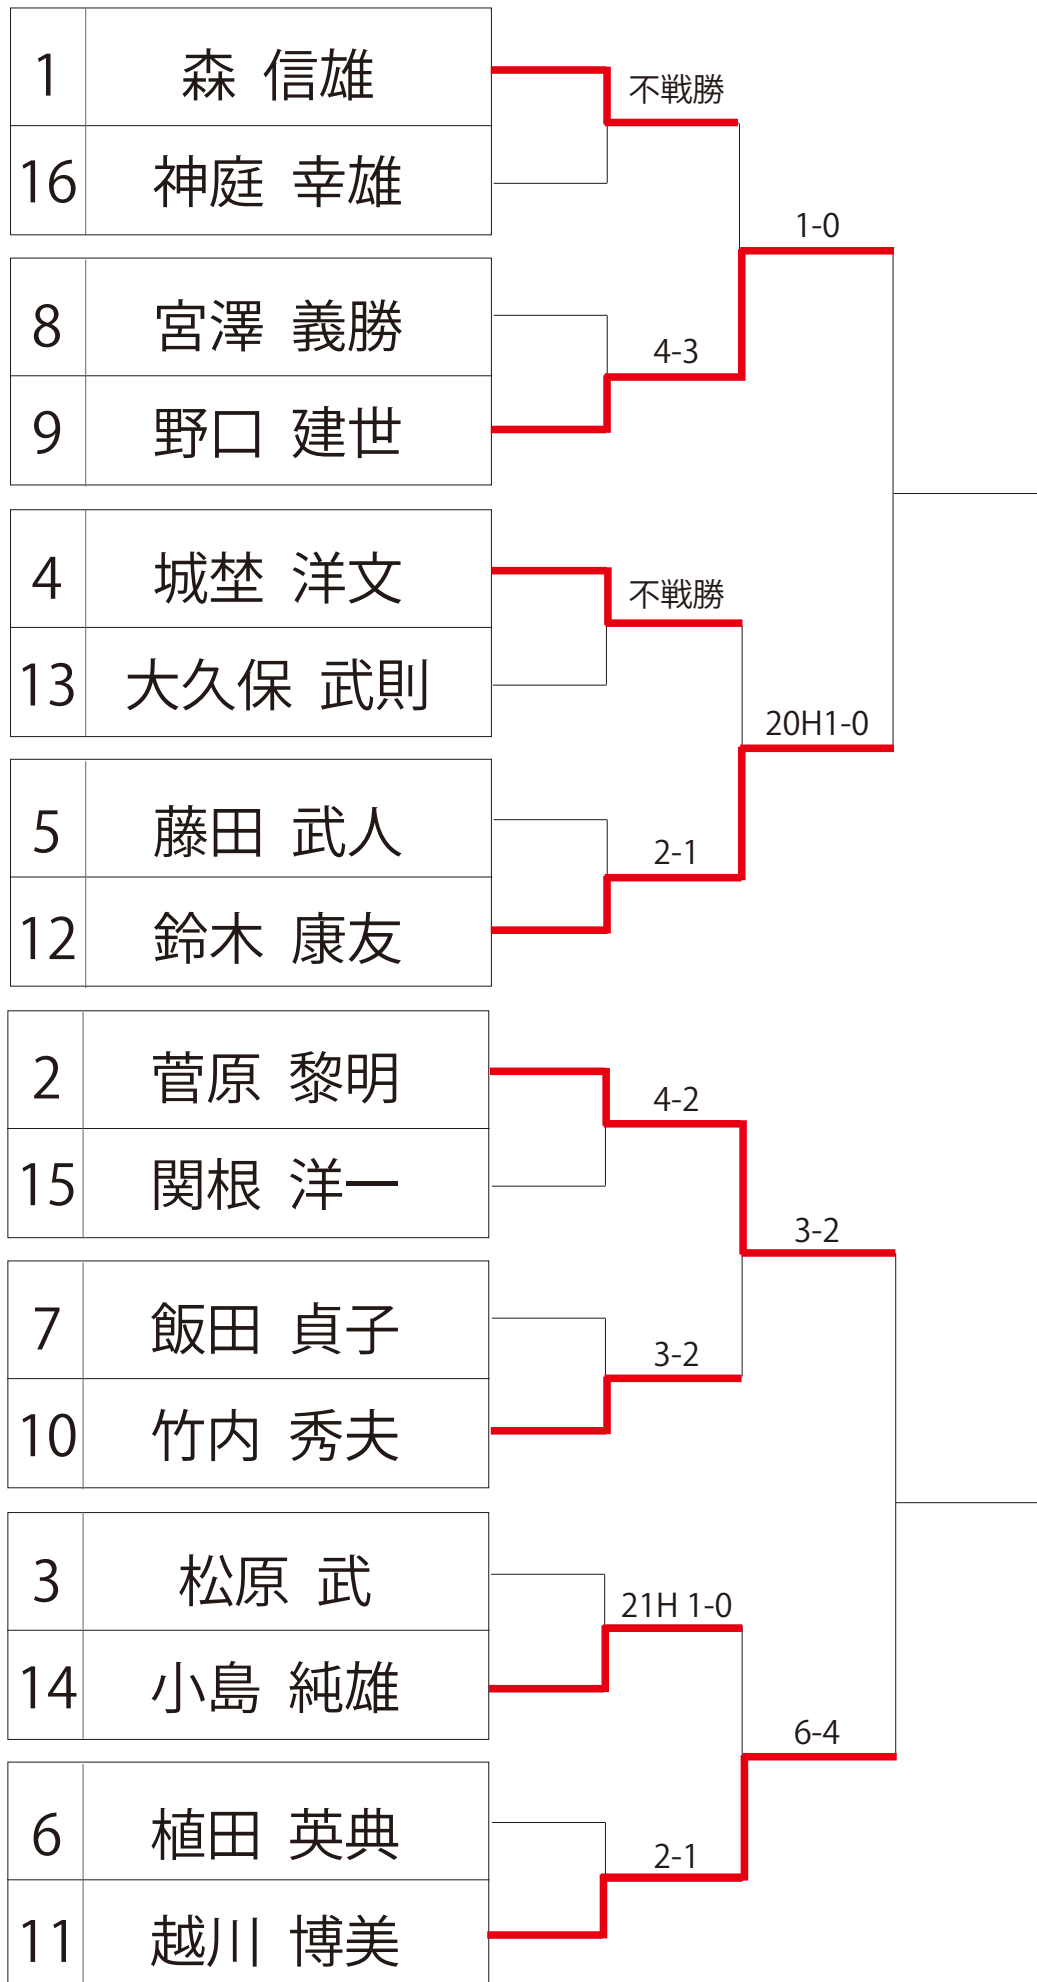 1 森 信雄
不戦勝
16 神庭 幸雄
1-0
8 宮澤 義勝
4-3
9 野口 建世
4 城埜 洋文
不戦勝
13 大久保 武則
20H1-0
5 藤田 武人
2-1
12 鈴木 康友
2 菅原 黎明
4-2
15 関根 洋一
3-2
7 飯田 貞子
3-2
10 竹内 秀夫
3 松原 武
21H 1-0
14 小島 純雄
6-4
6 植田 英典
2-1
11 越川 博美